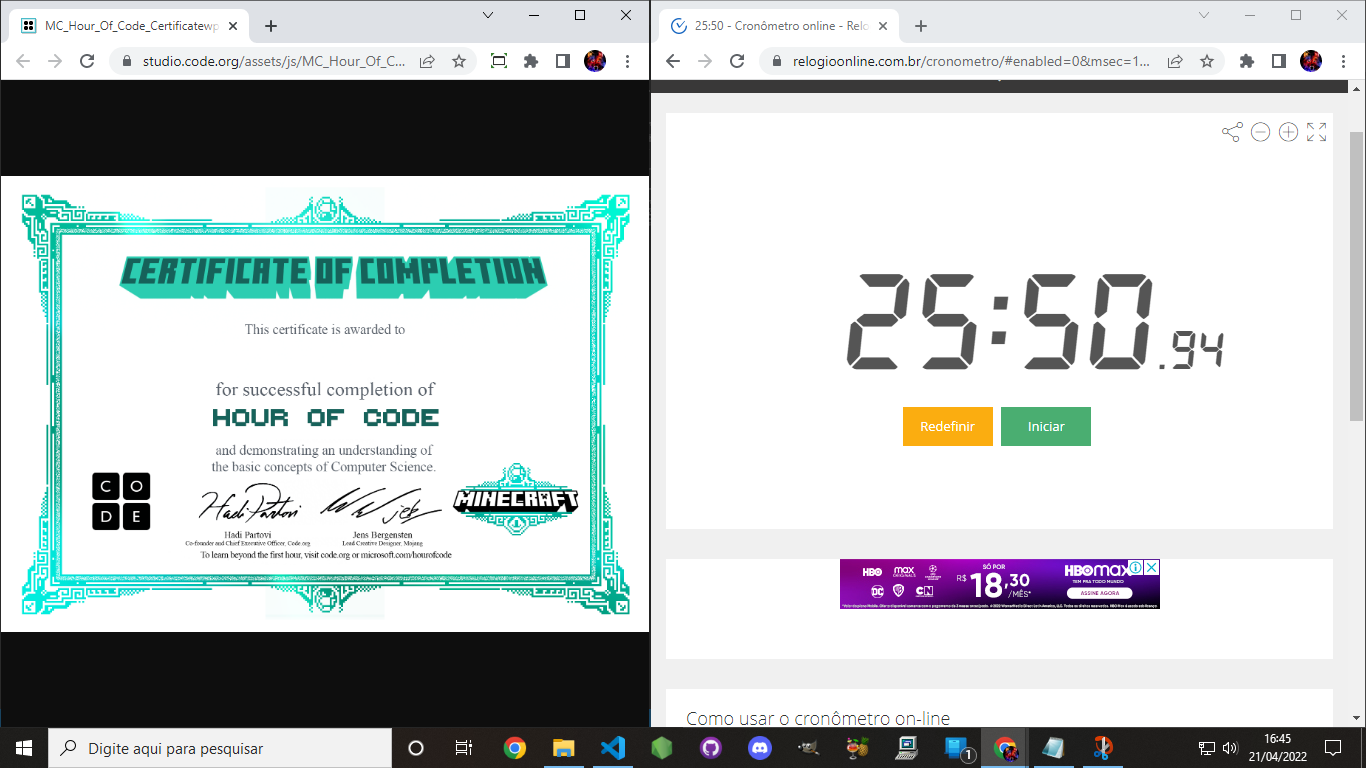 MC_Hour_Of_Code_Certificatewp
studio.code.org/assets/js/MC_Hour_Of_C...
CERTIFICATE OF COMPLETION
This certificate is awarded to
for successful completion of
HOUR OF CODE
and demonstrating an understanding of
the basic concepts of Computer Science.
C O
D E
Hadi Partovi
jeb
MINECRAFT
Hadi Partovi
Co-founder and Chief Executive Officer, Code.org
Jens Bergensten
Lead Creative Designer, Mojang
To learn beyond the first hour, visit code.org or microsoft.com/hourofcode
25:50 - Cronômetro online - Relo
relogioonline.com.br/cronometro/#enabled=0&msec=1...
25:50.94
Redefinir
Iniciar
HBO
max
ORIGINALS
DC
CN
SÓ POR
R$ 18,30
/MÊS*
HBOmax
TEM PRA TODO MUNDO
ASSINE AGORA
Como usar o cronômetro on-line
Digite aqui para pesquisar
1
16:45
21/04/2022